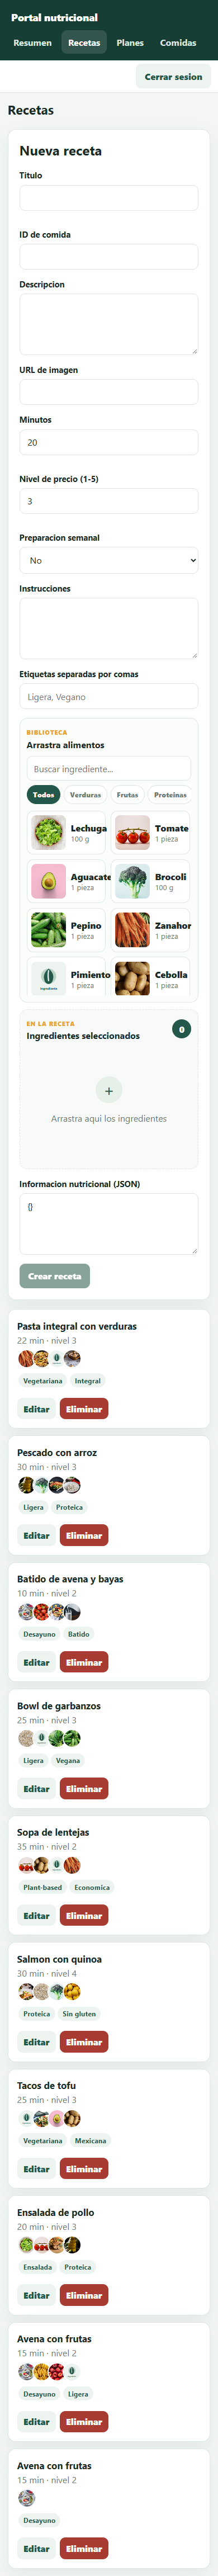 Portal nutricional
Resumen Recetas Planes Comidas
Cerrar sesion
Recetas
Nueva receta
Titulo
ID de comida
Descripcion
URL de imagen
Minutos
20
Nivel de precio (1-5)
3
Preparacion semanal
No
Instrucciones
Etiquetas separadas por comas
Ligera, Vegano
BIBLIOTECA
Arrastra alimentos
Buscar ingrediente...
Todos Verduras Frutas Proteinas
Lechuga
100 g
Tomate
1 pieza
Aguacate
1 pieza
Brocoli
100 g
Pepino
1 pieza
Zanahor
1 pieza
Pimiento
1 pieza
Cebolla
1 pieza
EN LA RECETA
Ingredientes seleccionados
0
+
Arrastra aqui los ingredientes
Informacion nutricional (JSON)
{}
Crear receta
Pasta integral con verduras
22 min · nivel 3
Vegetariana Integral
Editar Eliminar
Pescado con arroz
30 min · nivel 3
Ligera Proteica
Editar Eliminar
Batido de avena y bayas
10 min · nivel 2
Desayuno Batido
Editar Eliminar
Bowl de garbanzos
25 min · nivel 3
Ligera Vegana
Editar Eliminar
Sopa de lentejas
35 min · nivel 2
Plant-based Economica
Editar Eliminar
Salmon con quinoa
30 min · nivel 4
Proteica Sin gluten
Editar Eliminar
Tacos de tofu
25 min · nivel 3
Vegetariana Mexicana
Editar Eliminar
Ensalada de pollo
20 min · nivel 3
Ensalada Proteica
Editar Eliminar
Avena con frutas
15 min · nivel 2
Desayuno Ligera
Editar Eliminar
Avena con frutas
15 min · nivel 2
Desayuno
Editar Eliminar